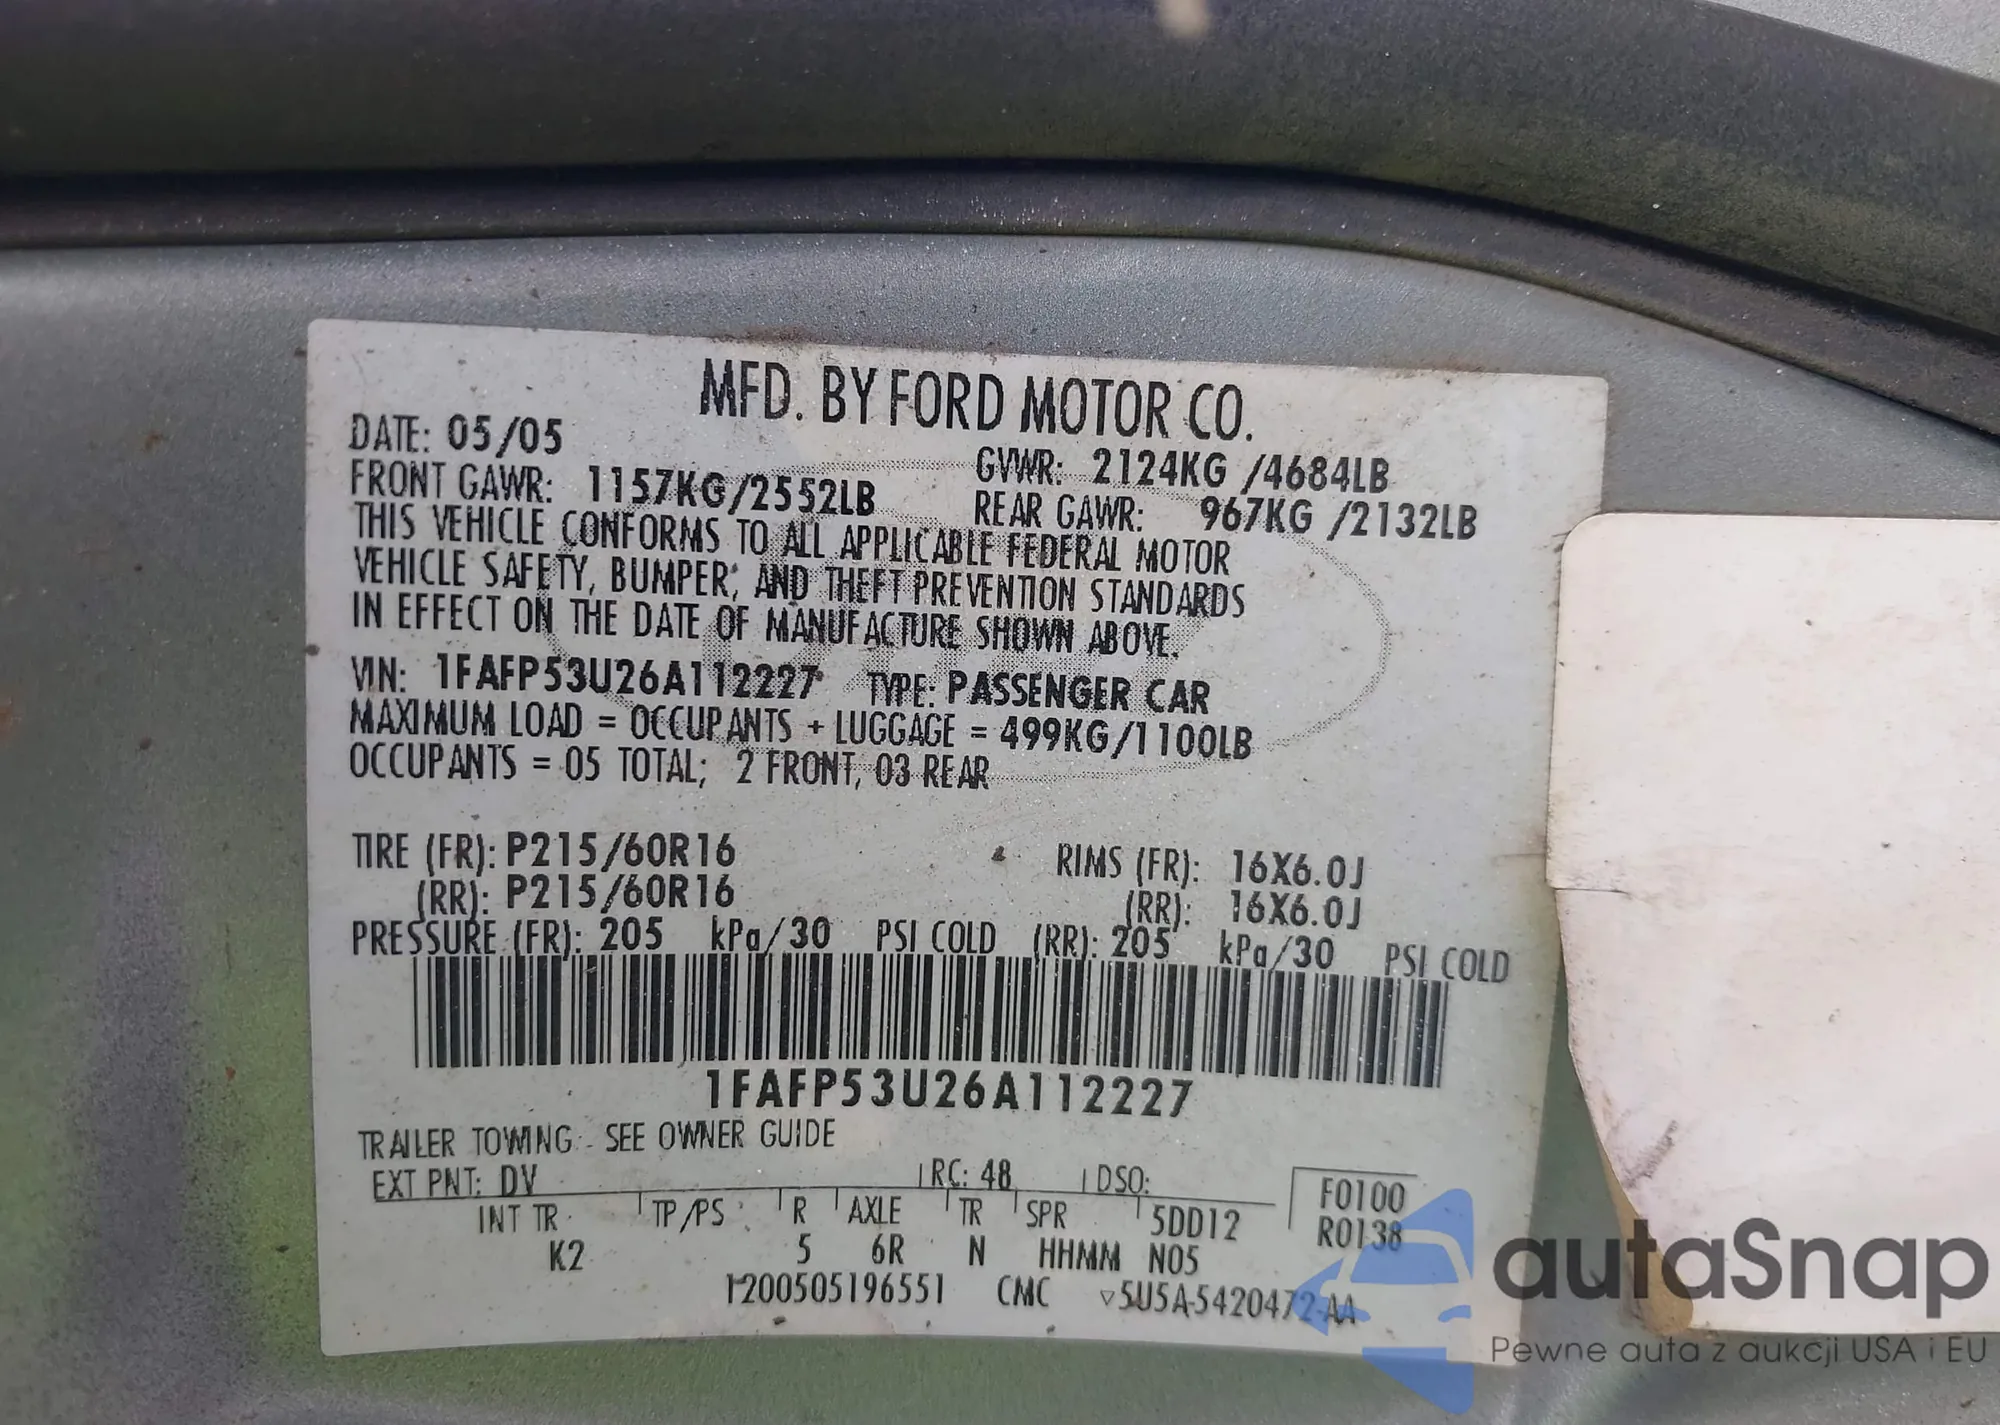 MFD. BY FORD MOTOR CO.
DATE: 05/05
GVWR: 2124KG /4684LB
FRONT GAWR: 1157KG/2552LB
REAR GAWR: 967KG /2132LB
THIS VEHICLE CONFORMS TO ALL APPLICABLE FEDERAL MOTOR
VEHICLE SAFETY, BUMPER, AND THEFT PREVENTION STANDARDS
IN EFFECT ON THE DATE OF MANUFACTURE SHOWN ABOVE.
VIN: 1FAFP53U26A112227 TYPE: PASSENGER CAR
MAXIMUM LOAD = OCCUPANTS + LUGGAGE = 499KG/1100LB
OCCUPANTS = 05 TOTAL; 2 FRONT, 03 REAR
TIRE (FR): P215/60R16 RIMS (FR): 16X6.0J
(RR): P215/60R16 (RR): 16X6.0J
PRESSURE (FR): 205 kPa/30 PSI COLD (RR): 205 kPa/30 PSI COLD
1FAFP53U26A112227
TRAILER TOWING - SEE OWNER GUIDE
EXT PNT: DV RC: 48 DSO: F0100
INT TR TP/PS R AXLE TR SPR 5DD12 R0138
K2 5 6R N HHMM N05
1200505196551 CMC ▽5U5A-5420472-AA
autaSnap
Pewne auta z aukcji USA i EU